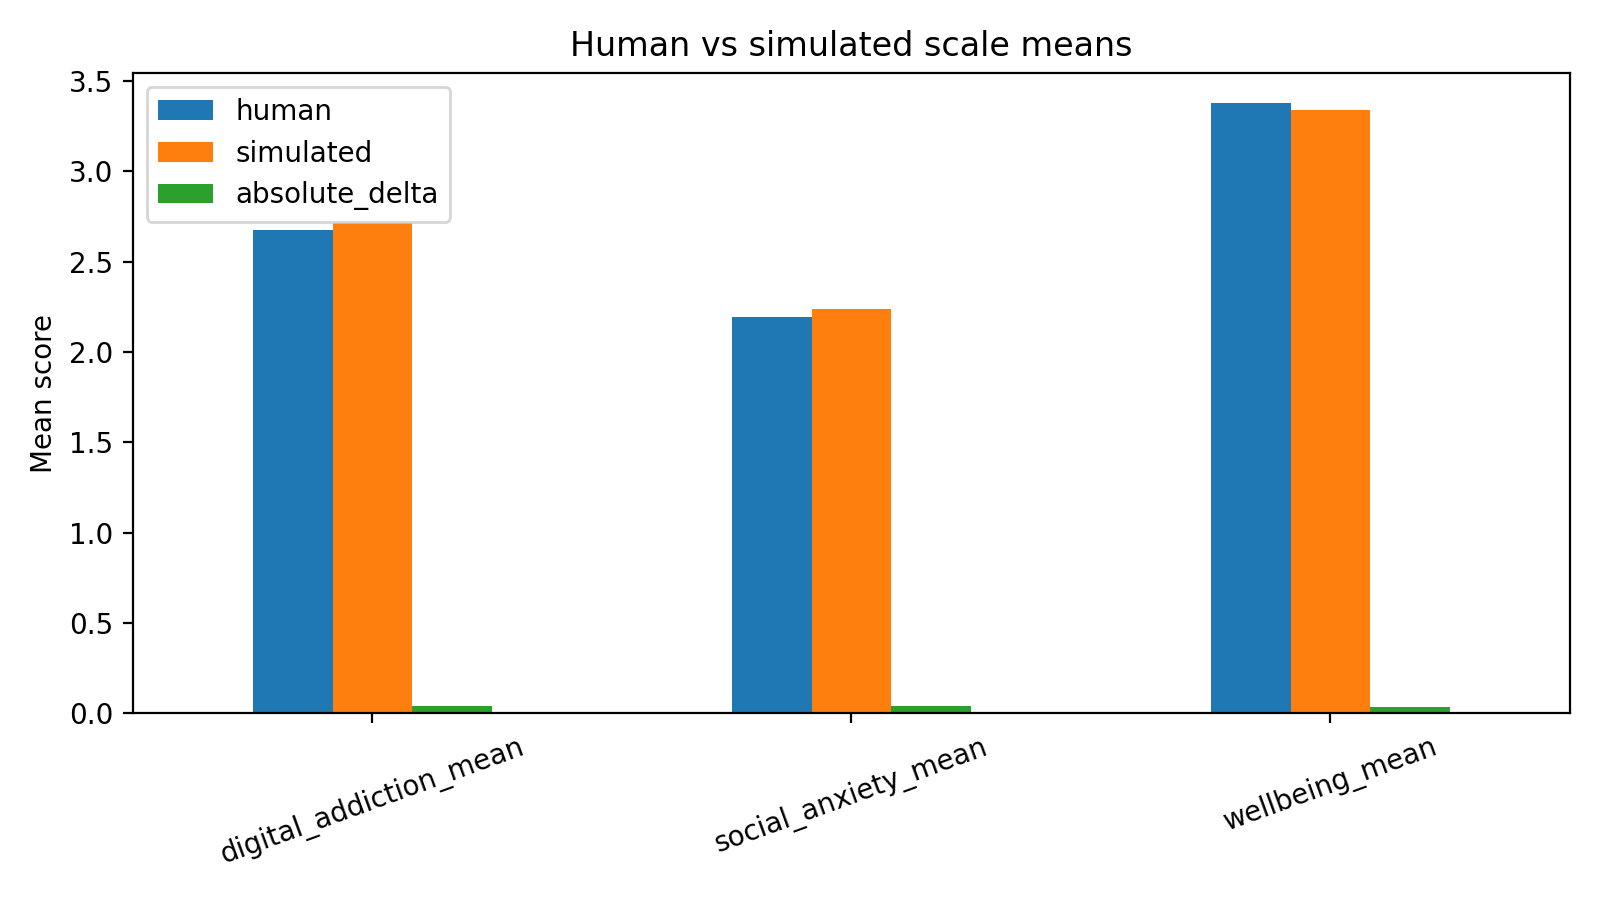 Human vs simulated scale means
human
simulated
absolute_delta
Mean score
3.5
3.0
2.5
2.0
1.5
1.0
0.5
0.0
digital_addiction_mean
social_anxiety_mean
wellbeing_mean